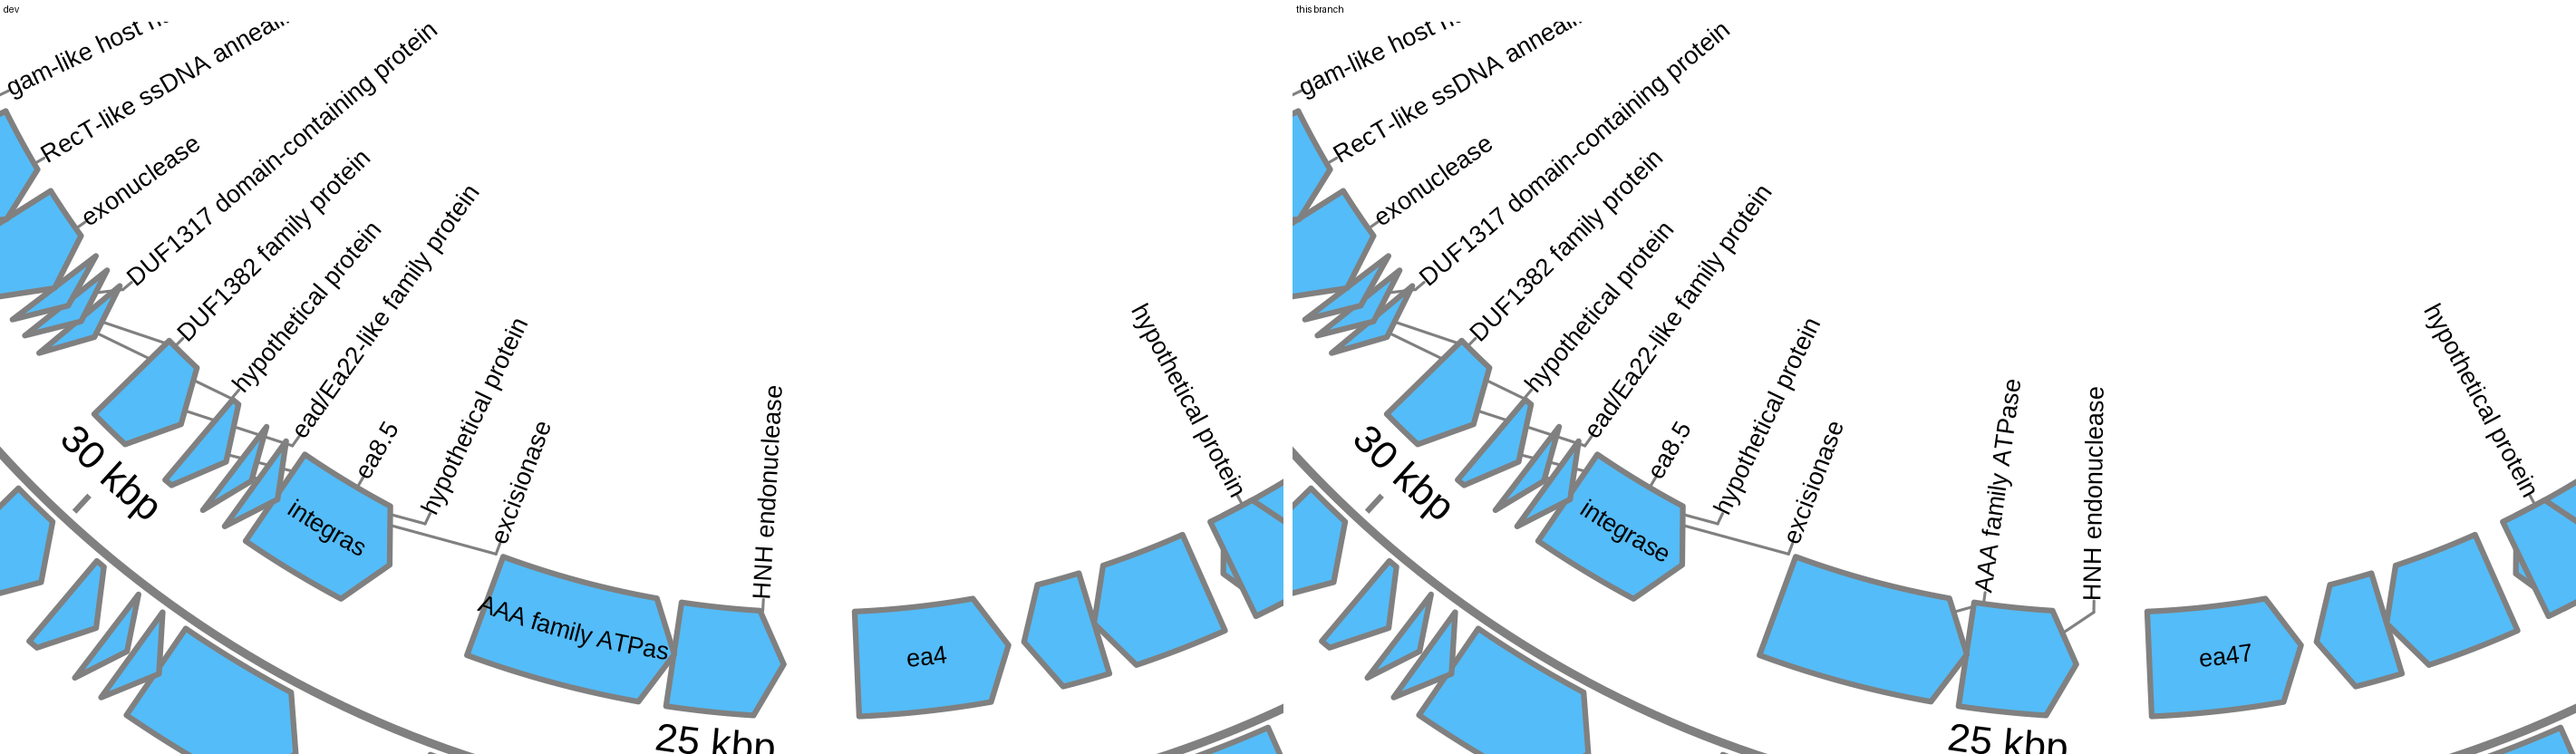 dev
gam-like host
RecT-like ssDNA
exonuclease
DUF1317 domain-containing protein
DUF1382 family protein
hypothetical protein
ead/Ea22-like family protein
ea8.5
hypothetical protein
excisionase
HNH endonuclease
hypothetical protein
integras
AAA family ATPas
ea4
30 kbp
25 kbp
this branch
gam-like host
RecT-like ssDNA
exonuclease
DUF1317 domain-containing protein
DUF1382 family protein
hypothetical protein
ead/Ea22-like family protein
ea8.5
hypothetical protein
excisionase
AAA family ATPase
HNH endonuclease
hypothetical protein
integrase
ea47
30 kbp
25 kbp